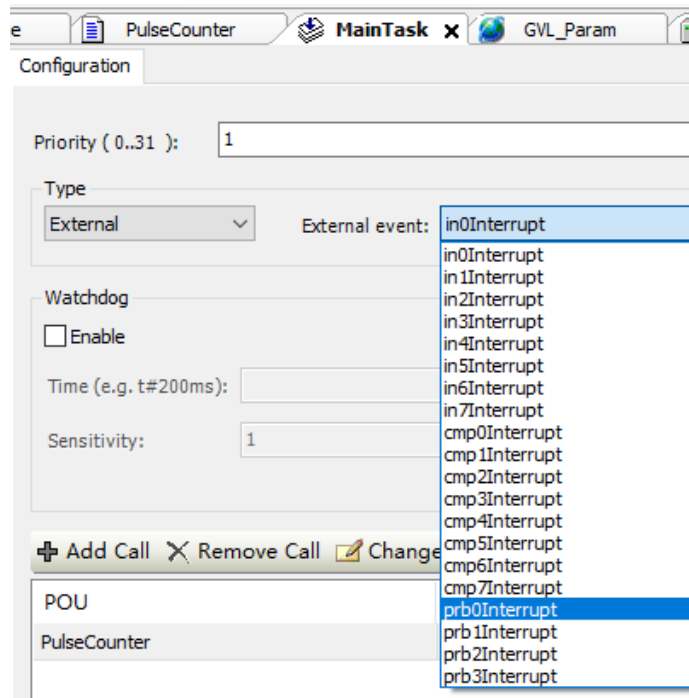 e PulseCounter MainTask x GVL_Param
Configuration
Priority ( 0..31 ): 1
Type
External External event: in0Interrupt
in0Interrupt
in1Interrupt
in2Interrupt
in3Interrupt
in4Interrupt
in5Interrupt
in6Interrupt
in7Interrupt
cmp0Interrupt
cmp1Interrupt
cmp2Interrupt
cmp3Interrupt
cmp4Interrupt
cmp5Interrupt
cmp6Interrupt
cmp7Interrupt
prb0Interrupt
prb1Interrupt
prb2Interrupt
prb3Interrupt
Watchdog
Enable
Time (e.g. t#200ms):
Sensitivity: 1
Add Call Remove Call Change
POU
PulseCounter